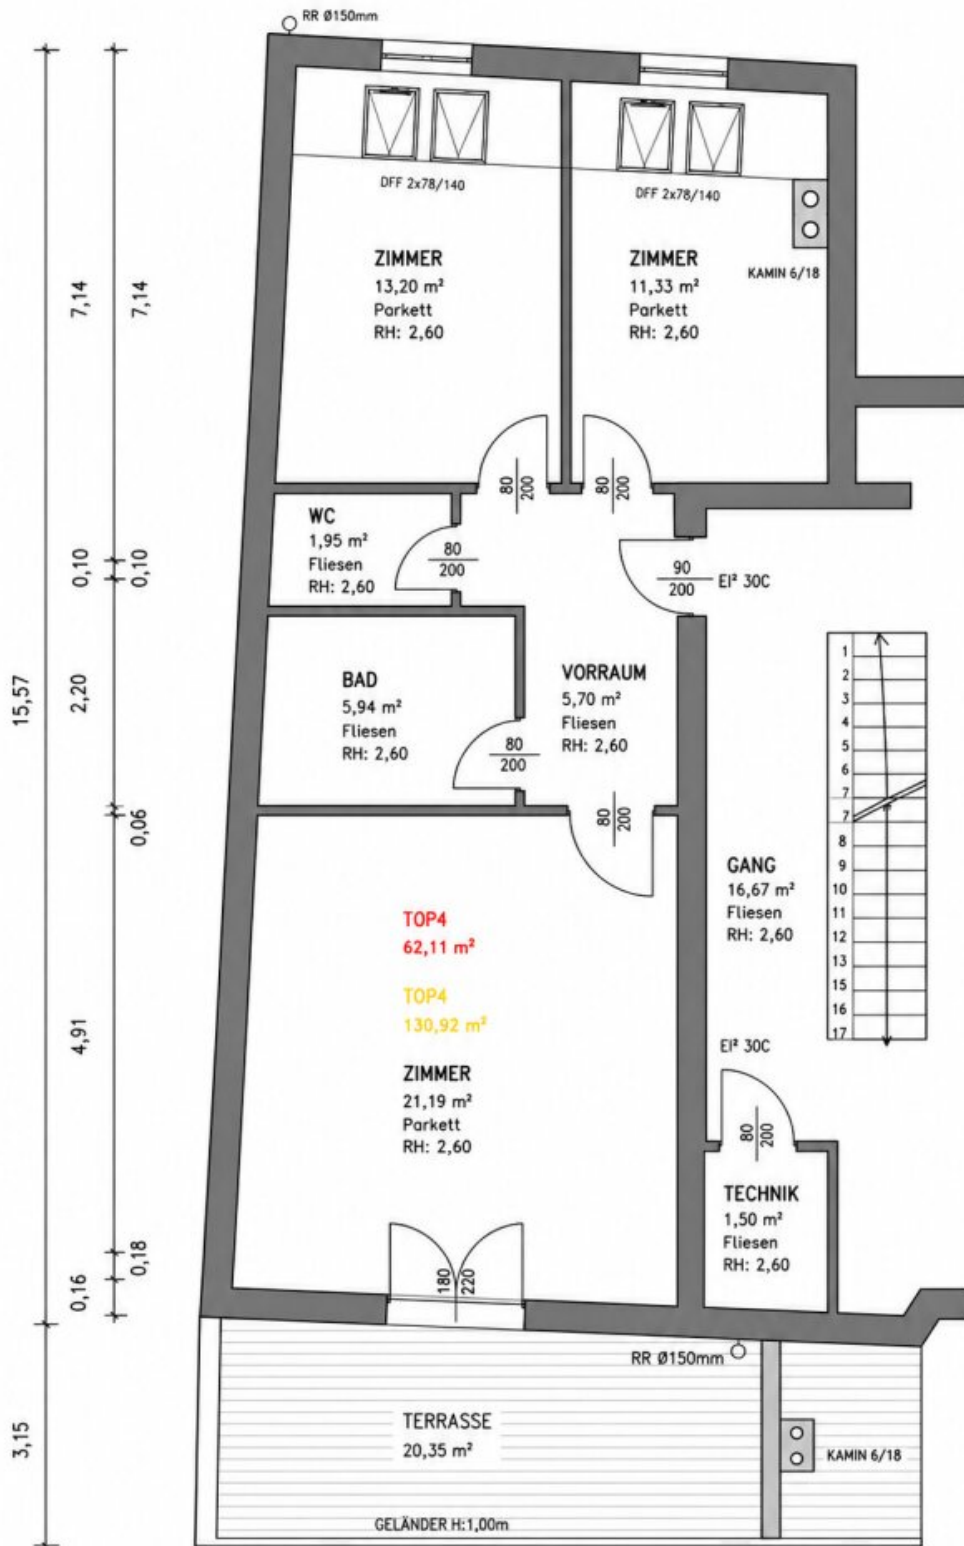 RR Ø150mm
DFF 2x78/140
DFF 2x78/140
ZIMMER
13,20 m²
Parkett
RH: 2,60
ZIMMER
11,33 m²
Parkett
RH: 2,60
KAMIN 6/18
7,14
7,14
80
200
80
200
WC
1,95 m²
Fliesen
RH: 2,60
80
200
90
200
EI² 30C
0,10
0,10
BAD
5,94 m²
Fliesen
RH: 2,60
80
200
VORRAUM
5,70 m²
Fliesen
RH: 2,60
15,57
2,20
0,06
80
200
1
2
3
4
5
6
7
7
8
9
10
11
12
13
15
16
17
GANG
16,67 m²
Fliesen
RH: 2,60
TOP4
62,11 m²
TOP4
130,92 m²
ZIMMER
21,19 m²
Parkett
RH: 2,60
4,91
EI² 30C
80
200
TECHNIK
1,50 m²
Fliesen
RH: 2,60
0,18
0,16
180
220
RR Ø150mm
TERRASSE
20,35 m²
3,15
KAMIN 6/18
GELÄNDER H:1,00m